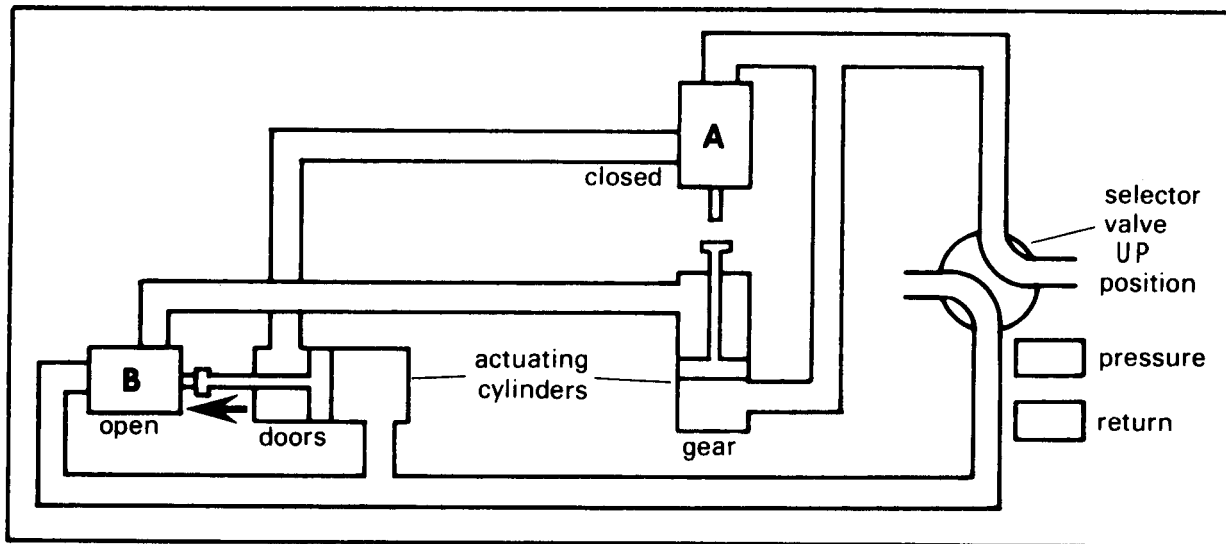 A
closed
selector
valve
UP
position
B
open
doors
actuating
cylinders
gear
pressure
return